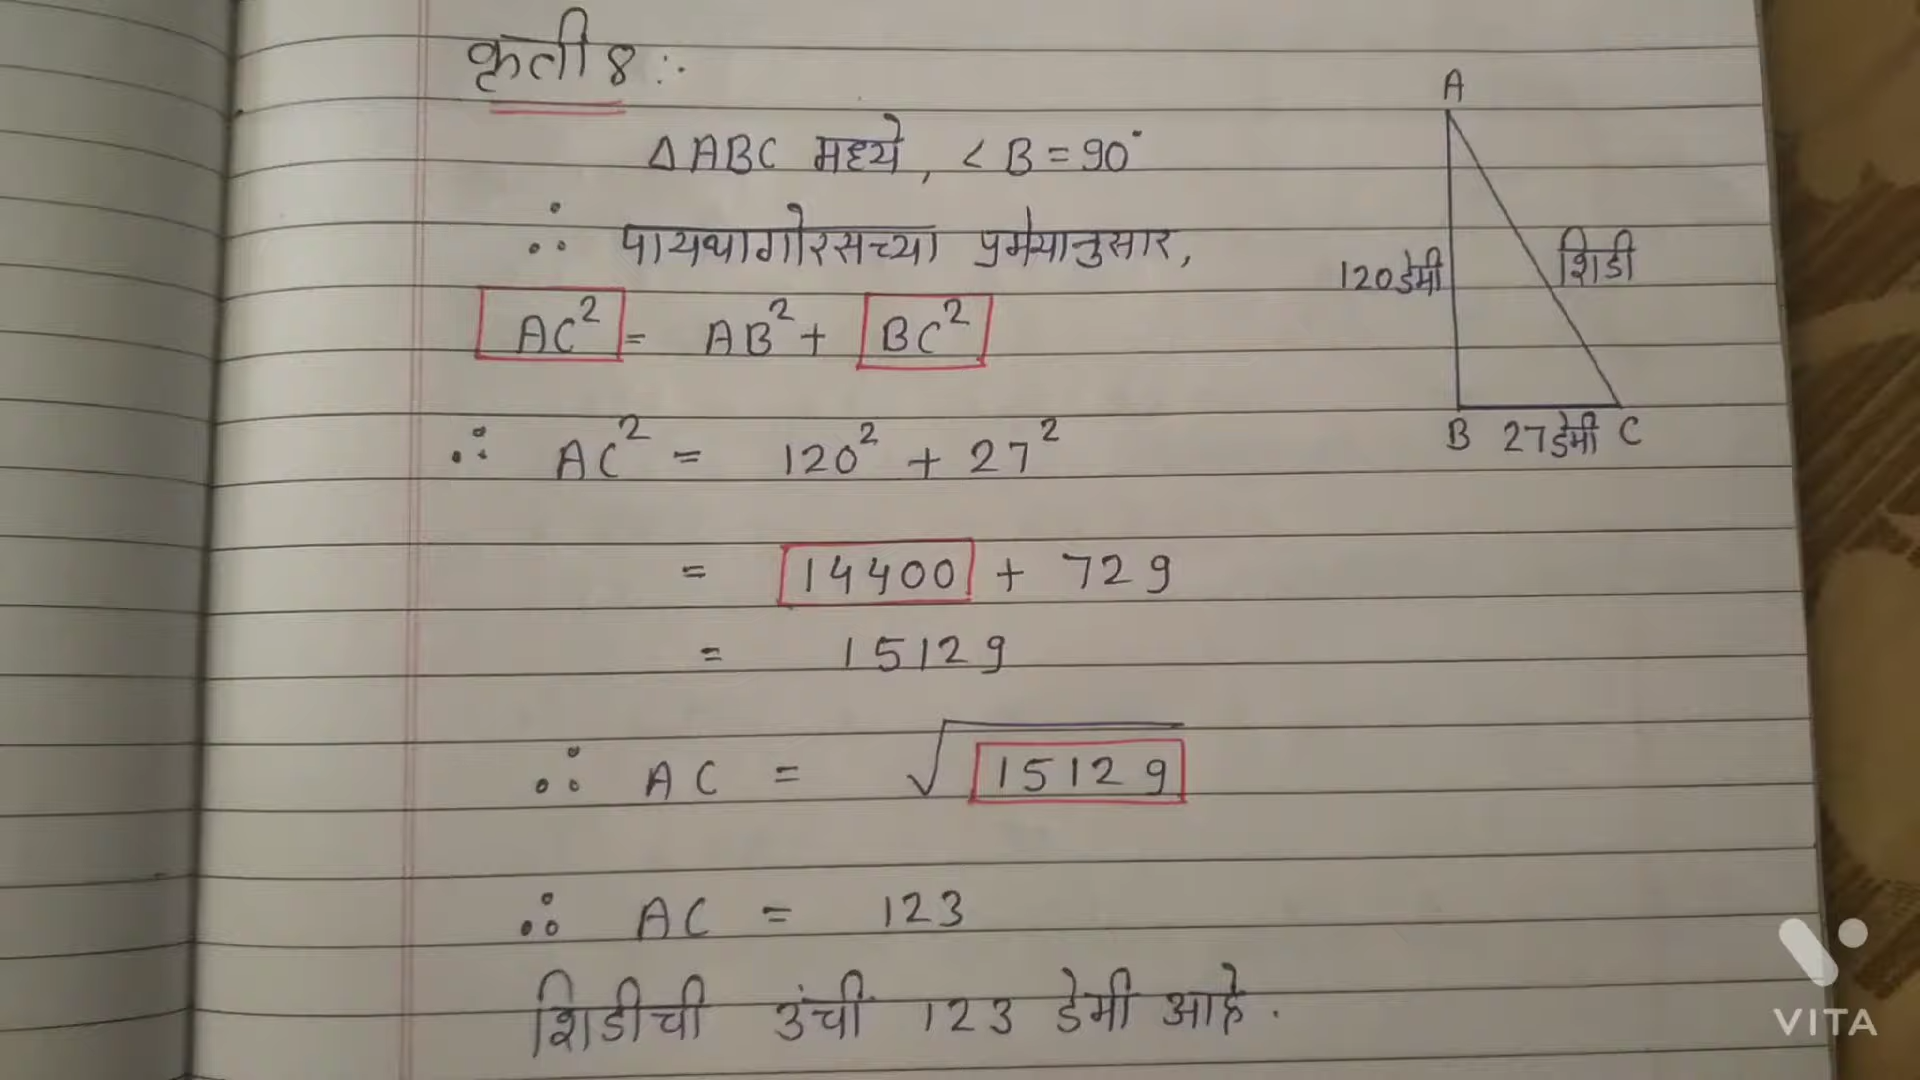 कृती ४ :-
△ABC मध्ये, <B = 90°
∴ पायथागोरसच्या प्रमेयानुसार,
AC² = AB² + BC²
∴ AC² = 120² + 27²
= 14400 + 729
= 15129
∴ AC = √15129
∴ AC = 123
शिडीची उंची 123 डेमी आहे.
A
120डेमी
शिडी
B 27डेमी C
VITA